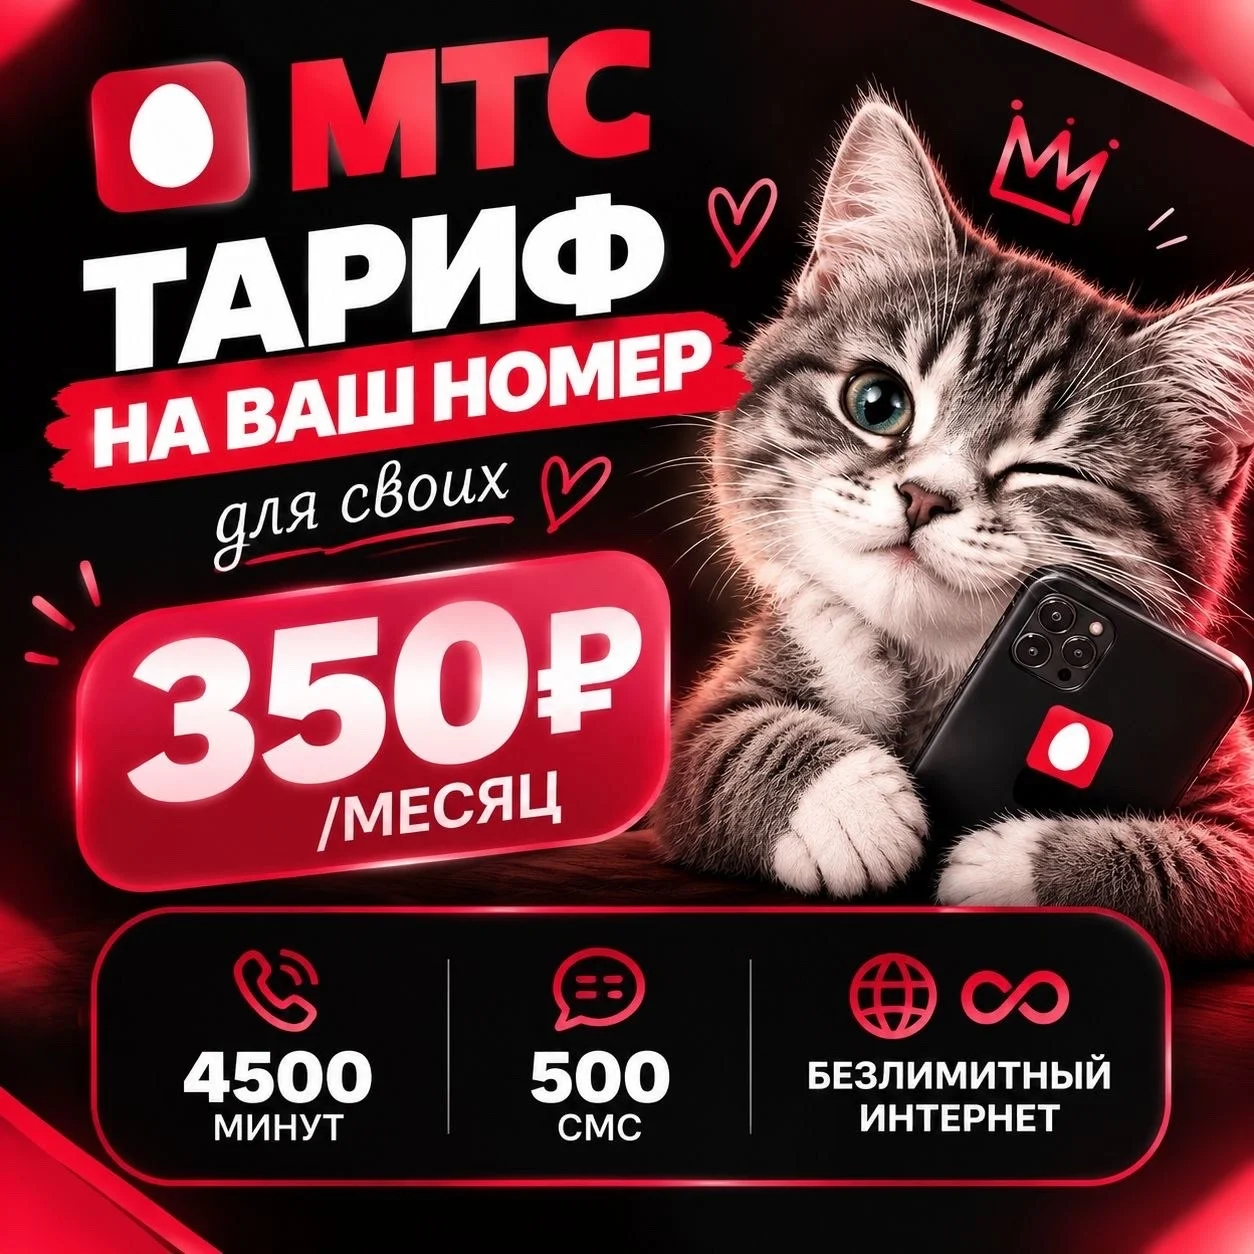 МТС
ТАРИФ
НА ВАШ НОМЕР
для своих
350₽
/МЕСЯЦ
4500
МИНУТ
500
СМС
БЕЗЛИМИТНЫЙ
ИНТЕРНЕТ